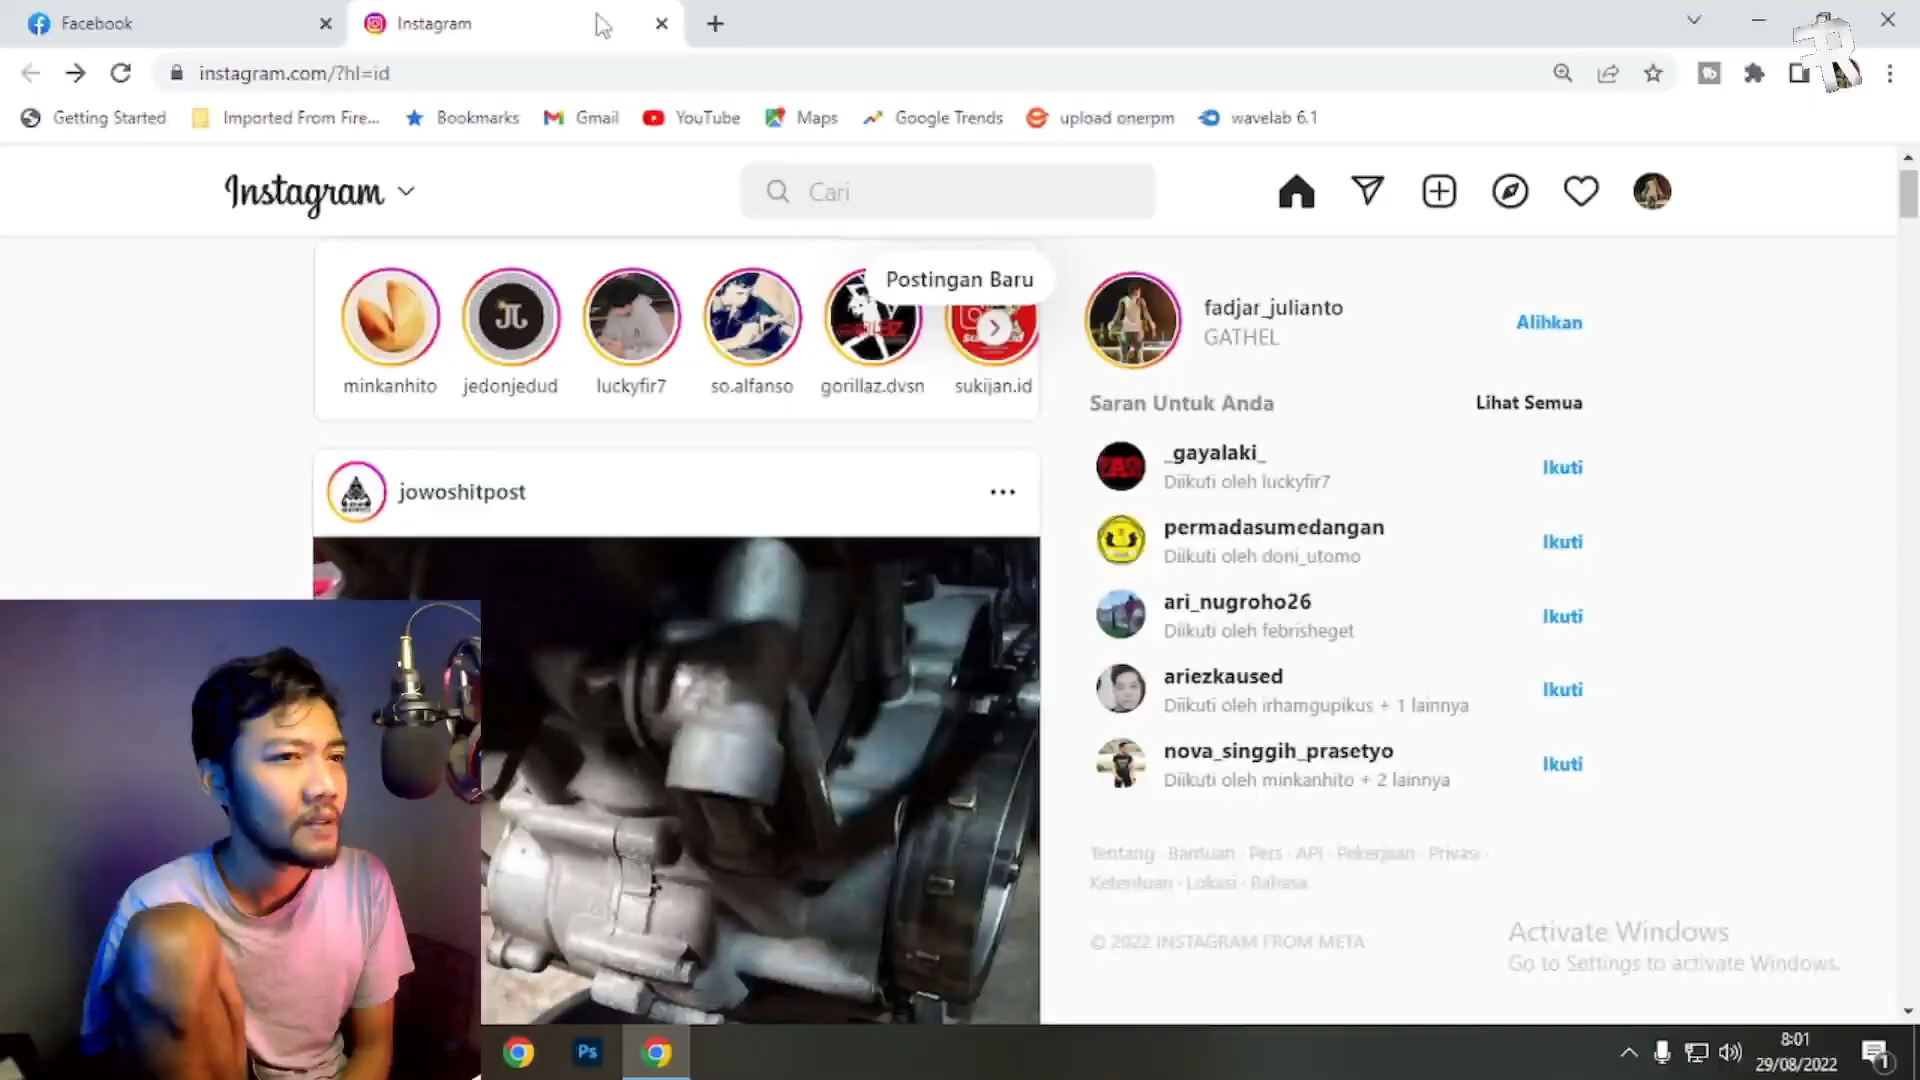 Facebook
Instagram
instagram.com/?hl=id
Getting Started
Imported From Fire...
Bookmarks
Gmail
YouTube
Maps
Google Trends
upload onerpm
wavelab 6.1
Instagram
Cari
Postingan Baru
minkanhito
jedonjedud
luckyfir7
so.alfanso
gorillaz.dvsn
sukijan.id
fadjar_julianto
GATHEL
Alihkan
Saran Untuk Anda
Lihat Semua
_gayalaki_
Diikuti oleh luckyfir7
Ikuti
permadasumedangan
Diikuti oleh doni_utomo
Ikuti
ari_nugroho26
Diikuti oleh febrisheget
Ikuti
ariezkaused
Diikuti oleh irhamgupikus + 1 lainnya
Ikuti
nova_singgih_prasetyo
Diikuti oleh minkanhito + 2 lainnya
Ikuti
jowoshitpost
Tentang · Bantuan · Pers · API · Pekerjaan · Privasi ·
Ketentuan · Lokasi · Bahasa
© 2022 INSTAGRAM FROM META
Activate Windows
Go to Settings to activate Windows.
Ps
8:01
29/08/2022
1